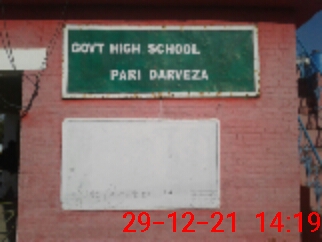 GOVT HIGH SCHOOL
PARI DARVEZA
29-12-21 14:19